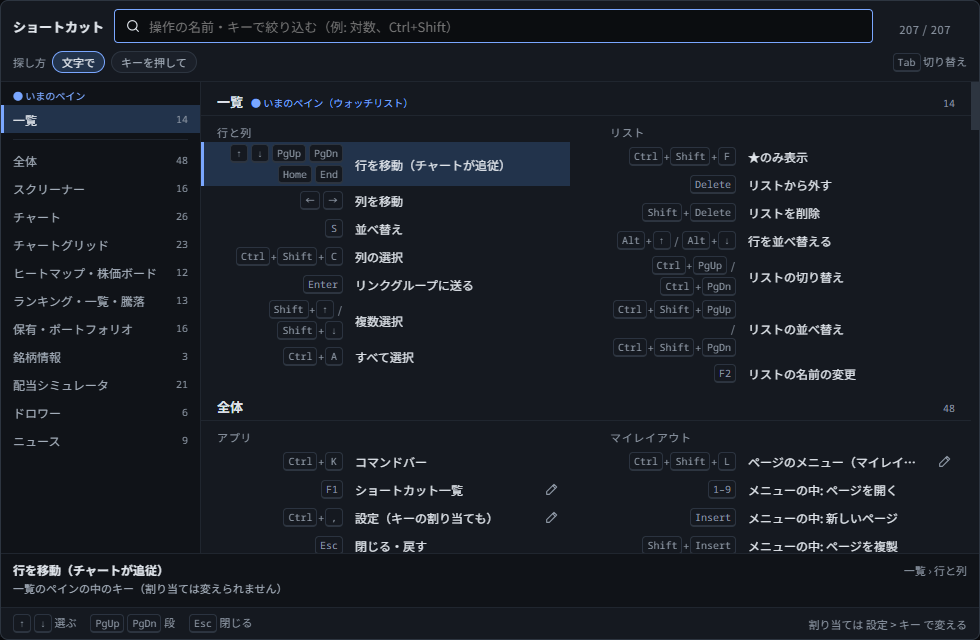 ショートカット
操作の名前・キーで絞り込む（例: 対数、Ctrl+Shift）
207 / 207
探し方 文字で キーを押して
Tab 切り替え
いまのペイン
一覧 14
全体 48
スクリーナー 16
チャート 26
チャートグリッド 23
ヒートマップ・株価ボード 12
ランキング・一覧・騰落 13
保有・ポートフォリオ 16
銘柄情報 3
配当シミュレータ 21
ドロワー 6
ニュース 9
一覧 いまのペイン（ウォッチリスト） 14
行と列
↑ ↓ PgUp PgDn
Home End
行を移動（チャートが追従）
← → 列を移動
S 並べ替え
Ctrl + Shift + C 列の選択
Enter リンクグループに送る
Shift + ↑ /
Shift + ↓
複数選択
Ctrl + A すべて選択
リスト
Ctrl + Shift + F ★のみ表示
Delete リストから外す
Shift + Delete リストを削除
Alt + ↑ / Alt + ↓ 行を並べ替える
Ctrl + PgUp /
Ctrl + PgDn
リストの切り替え
Ctrl + Shift + PgUp
/
Ctrl + Shift + PgDn
リストの並べ替え
F2 リストの名前の変更
全体 48
アプリ
Ctrl + K コマンドバー
F1 ショートカット一覧
Ctrl + , 設定（キーの割り当ても）
Esc 閉じる・戻す
マイレイアウト
Ctrl + Shift + L ページのメニュー（マイレイ…
1–9 メニューの中: ページを開く
Insert メニューの中: 新しいページ
Shift + Insert メニューの中: ページを複製
行を移動（チャートが追従）
一覧のペインの中のキー（割り当ては変えられません）
一覧 › 行と列
↑ ↓ 選ぶ PgUp PgDn 段 Esc 閉じる
割り当ては 設定 > キー で変える